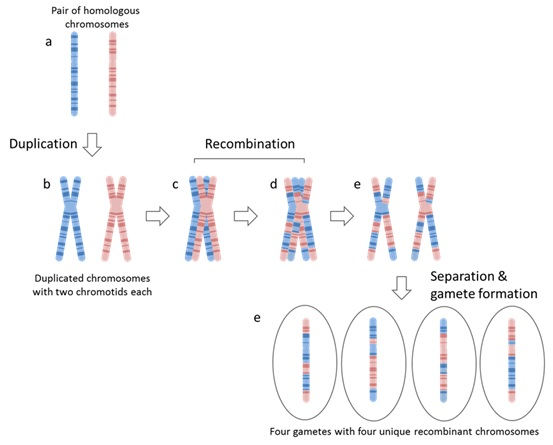 Pair of homologous
chromosomes
a
Duplication
Recombination
b
c
d
e
Duplicated chromosomes
with two chromotids each
Separation &
gamete formation
e
Four gametes with four unique recombinant chromosomes